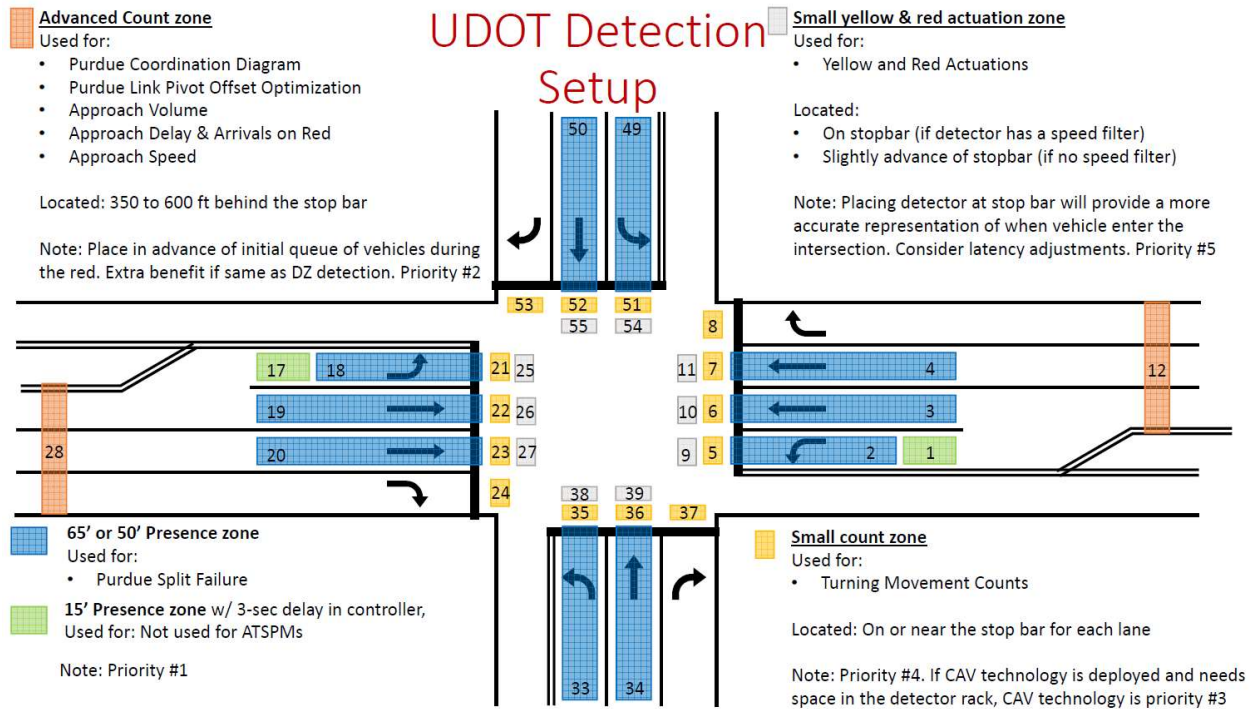 UDOT Detection
Setup
Advanced Count zone
Used for:
• Purdue Coordination Diagram
• Purdue Link Pivot Offset Optimization
• Approach Volume
• Approach Delay & Arrivals on Red
• Approach Speed
Located: 350 to 600 ft behind the stop bar
Note: Place in advance of initial queue of vehicles during
the red. Extra benefit if same as DZ detection. Priority #2
Small yellow & red actuation zone
Used for:
• Yellow and Red Actuations
Located:
• On stopbar (if detector has a speed filter)
• Slightly advance of stopbar (if no speed filter)
Note: Placing detector at stop bar will provide a more
accurate representation of when vehicle enter the
intersection. Consider latency adjustments. Priority #5
50 49
53 52 51
55 54
8
17 18 21 25 11 7 4 12
19 22 26 10 6 3
28 20 23 27 9 5 2 1
24
38 39
35 36 37
33 34
65’ or 50’ Presence zone
Used for:
• Purdue Split Failure
15’ Presence zone w/ 3-sec delay in controller,
Used for: Not used for ATSPMs
Note: Priority #1
Small count zone
Used for:
• Turning Movement Counts
Located: On or near the stop bar for each lane
Note: Priority #4. If CAV technology is deployed and needs
space in the detector rack, CAV technology is priority #3